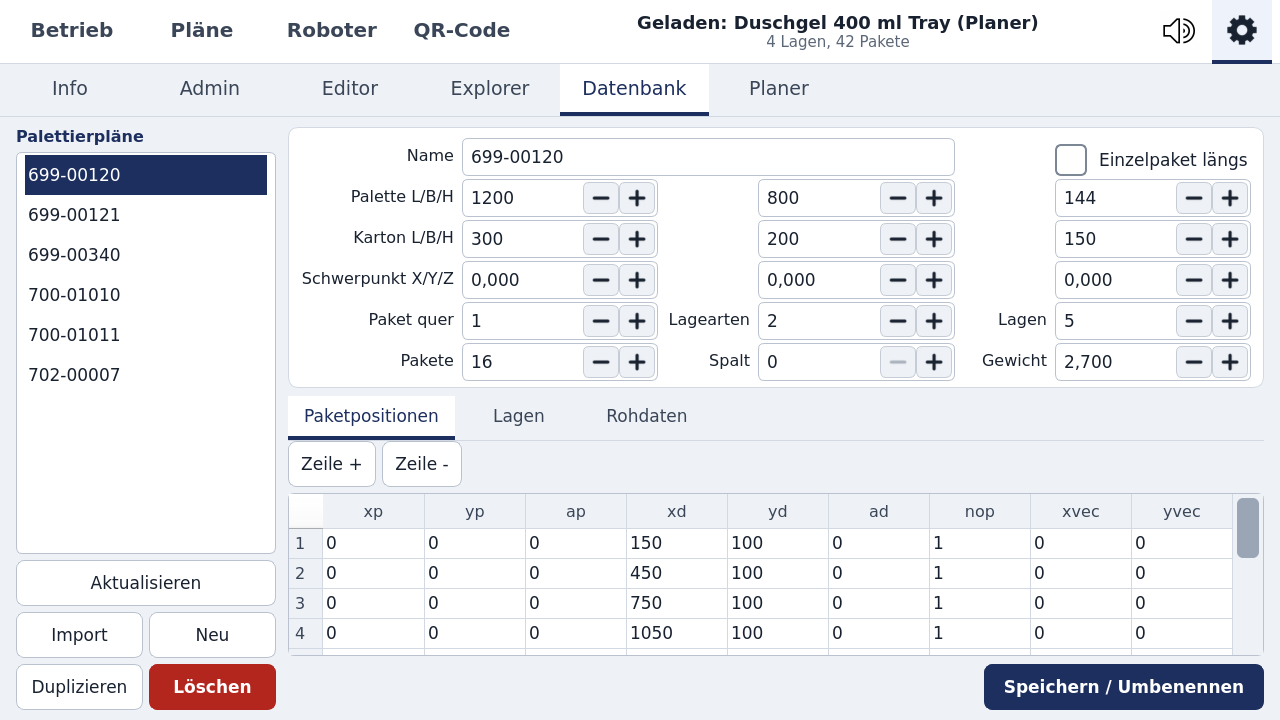 Betrieb Pläne Roboter QR-Code
Geladen: Duschgel 400 ml Tray (Planer)
4 Lagen, 42 Pakete
Info Admin Editor Explorer Datenbank Planer
Palettierpläne
699-00120
699-00121
699-00340
700-01010
700-01011
702-00007
Aktualisieren
Import Neu
Duplizieren Löschen
Name 699-00120 Einzelpaket längs
Palette L/B/H 1200 800 144
Karton L/B/H 300 200 150
Schwerpunkt X/Y/Z 0,000 0,000 0,000
Paket quer 1 Lagearten 2 Lagen 5
Pakete 16 Spalt 0 Gewicht 2,700
Paketpositionen Lagen Rohdaten
Zeile + Zeile -
xp yp ap xd yd ad nop xvec yvec
1 0 0 0 150 100 0 1 0 0
2 0 0 0 450 100 0 1 0 0
3 0 0 0 750 100 0 1 0 0
4 0 0 0 1050 100 0 1 0 0
Speichern / Umbenennen